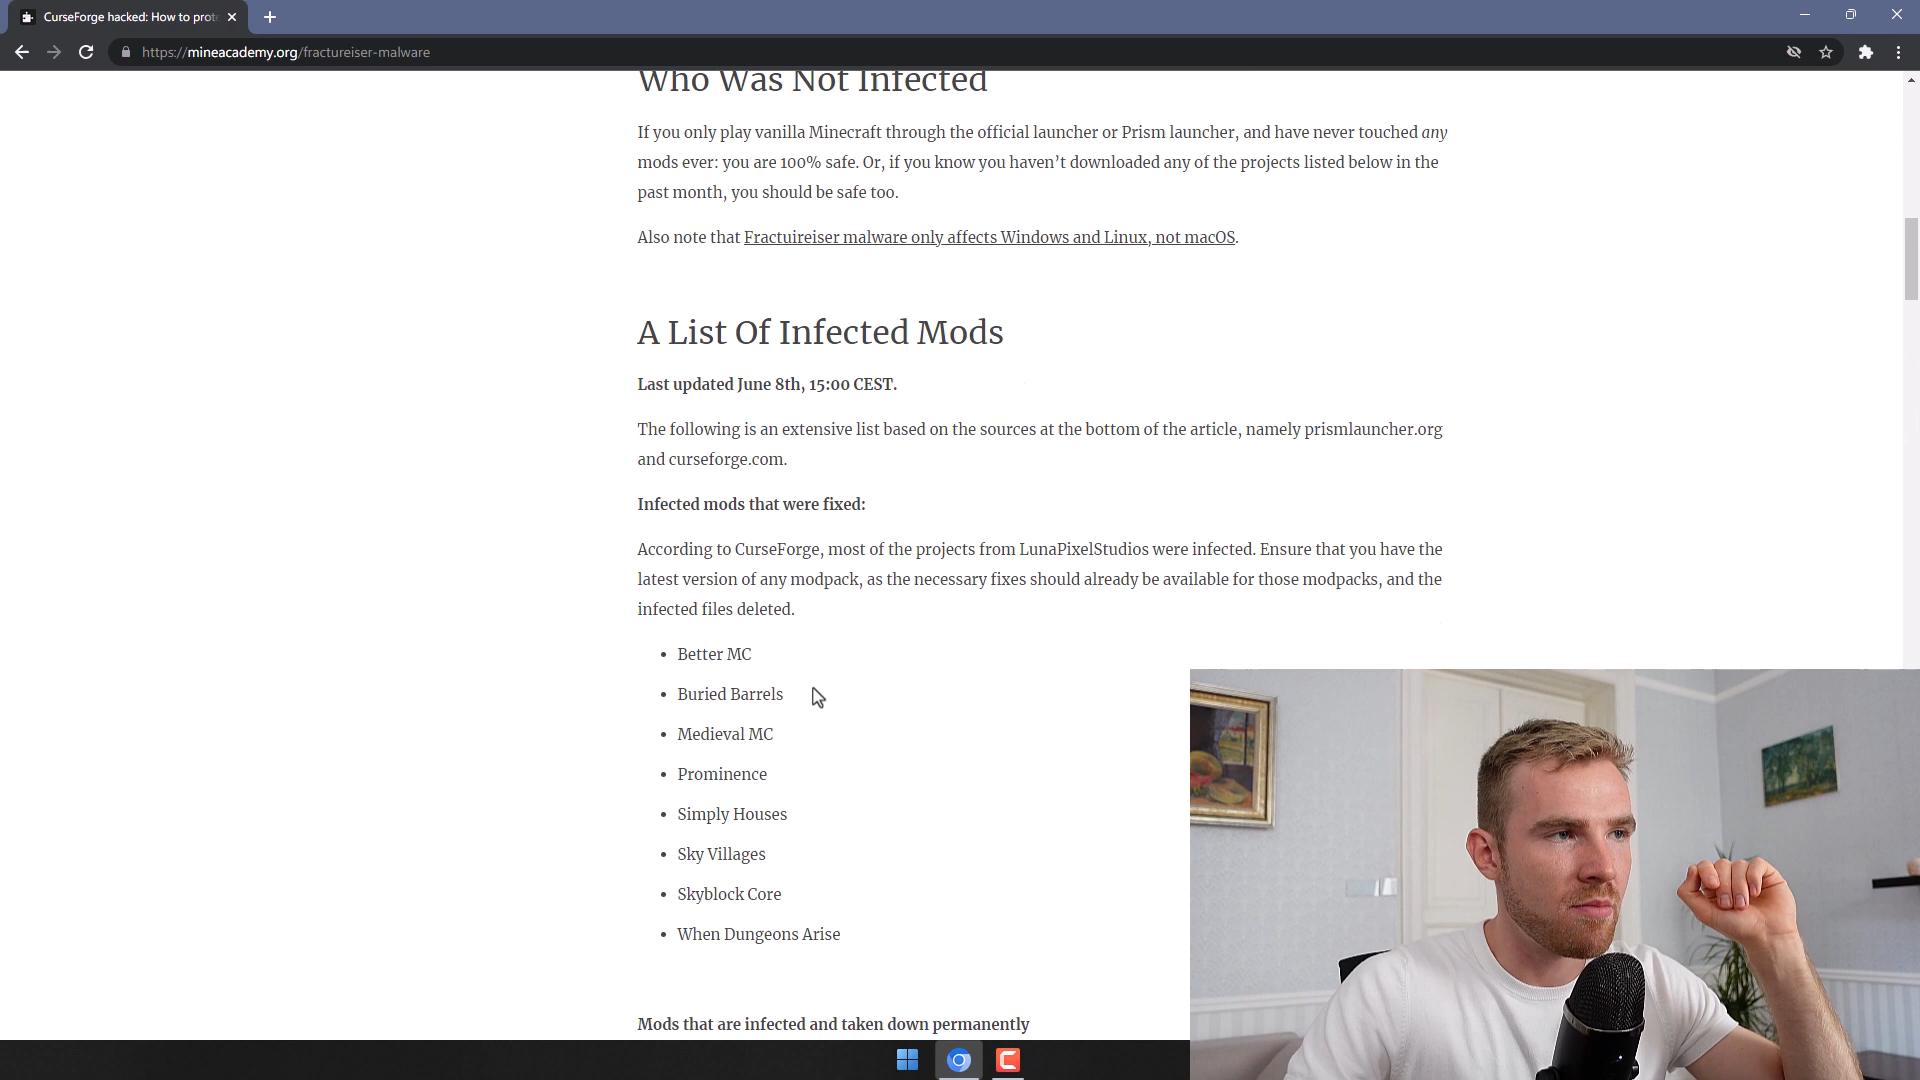 CurseForge hacked: How to prote
https://mineacademy.org/fractureiser-malware
Who Was Not Infected
If you only play vanilla Minecraft through the official launcher or Prism launcher, and have never touched any
mods ever: you are 100% safe. Or, if you know you haven't downloaded any of the projects listed below in the
past month, you should be safe too.
Also note that Fractuireiser malware only affects Windows and Linux, not macOS.
A List Of Infected Mods
Last updated June 8th, 15:00 CEST.
The following is an extensive list based on the sources at the bottom of the article, namely prismlauncher.org
and curseforge.com.
Infected mods that were fixed:
According to CurseForge, most of the projects from LunaPixelStudios were infected. Ensure that you have the
latest version of any modpack, as the necessary fixes should already be available for those modpacks, and the
infected files deleted.
• Better MC
• Buried Barrels
• Medieval MC
• Prominence
• Simply Houses
• Sky Villages
• Skyblock Core
• When Dungeons Arise
Mods that are infected and taken down permanently